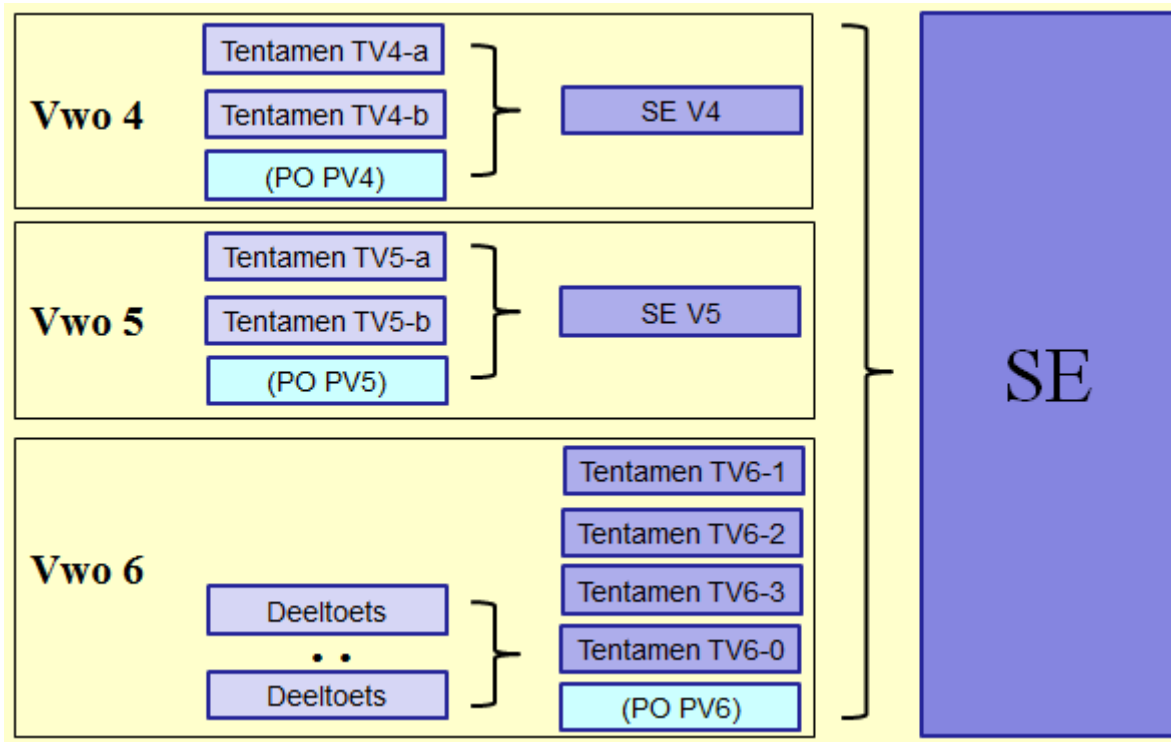 Vwo 4
Tentamen TV4-a
Tentamen TV4-b
(PO PV4)
SE V4
Vwo 5
Tentamen TV5-a
Tentamen TV5-b
(PO PV5)
SE V5
Vwo 6
Deeltoets
. .
Deeltoets
Tentamen TV6-1
Tentamen TV6-2
Tentamen TV6-3
Tentamen TV6-0
(PO PV6)
SE